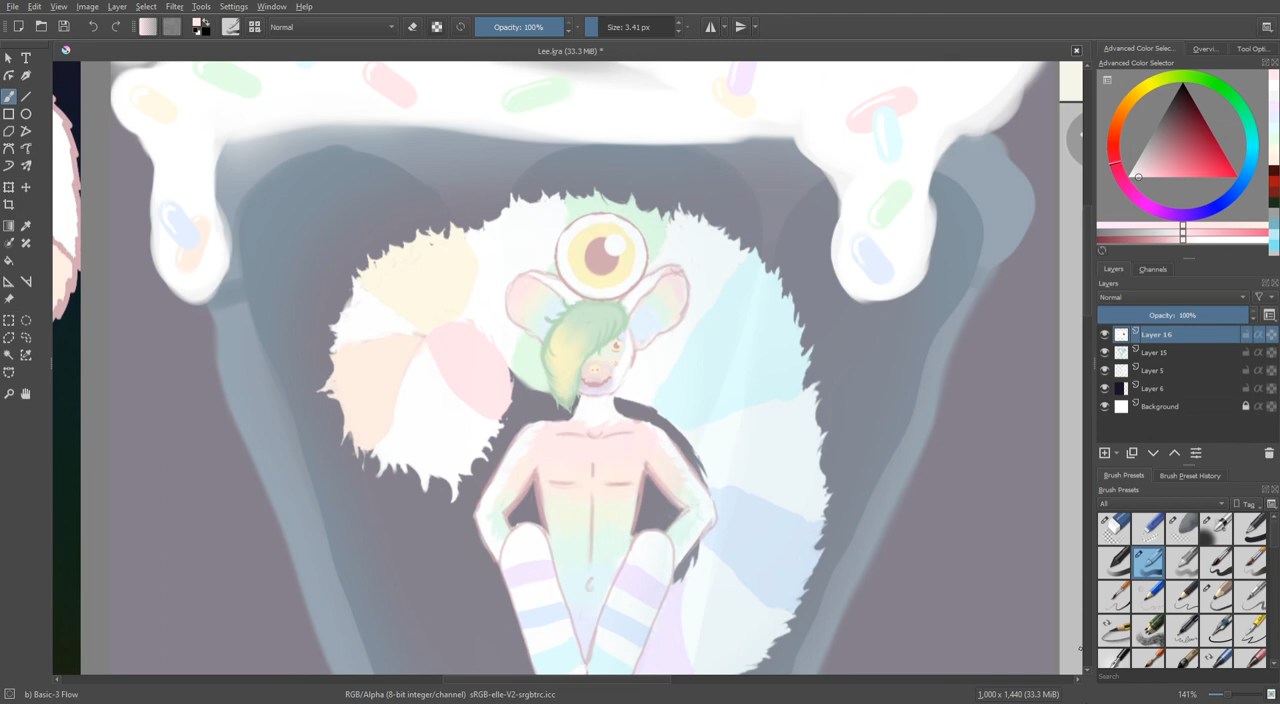 File Edit View Image Layer Select Filter Tools Settings Window Help
Normal Opacity: 100% Size: 3.41 px
Lee.kra (33.3 MiB) *
Advanced Color Selec... Overvi... Tool Opti...
Advanced Color Selector
Layers Channels
Layers
Normal
Opacity: 100%
Layer 16
Layer 15
Layer 5
Layer 6
Background
Brush Presets Brush Preset History
Brush Presets
All Tag
Search
b) Basic-3 Flow RGB/Alpha (8-bit integer/channel) sRGB-elle-V2-srgbtrc.icc 1,000 x 1,440 (33.3 MiB) 141%